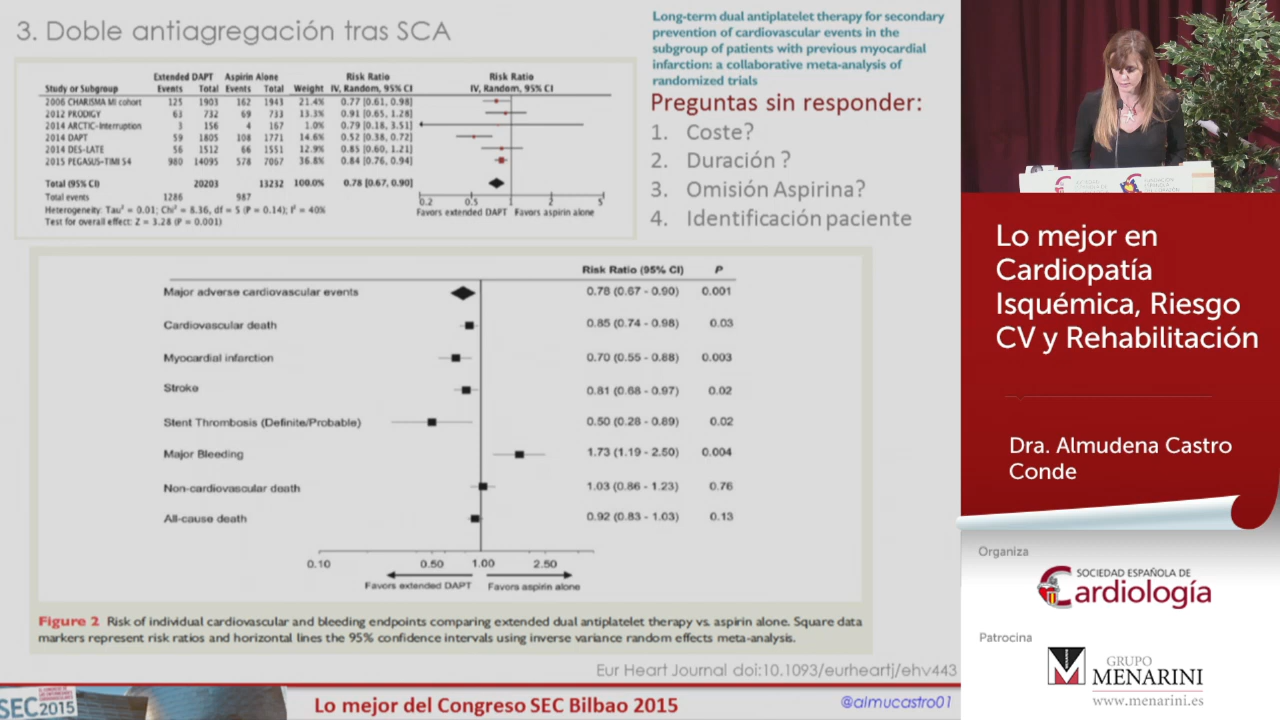 3. Doble antiagregación tras SCA
Long-term dual antiplatelet therapy for secondary
prevention of cardiovascular events in the
subgroup of patients with previous myocardial
infarction: a collaborative meta-analysis of
randomized trials
Extended DAPT Aspirin Alone Risk Ratio Risk Ratio
Study or Subgroup Events Total Events Total Weight IV, Random, 95% CI IV, Random, 95% CI
2006 CHARISMA MI cohort 125 1903 162 1943 21.4% 0.77 [0.61, 0.98]
2012 PRODIGY 63 732 69 733 13.3% 0.91 [0.65, 1.28]
2014 ARCTIC-Interruption 3 156 4 167 1.0% 0.79 [0.18, 3.51]
2014 DAPT 59 1805 108 1771 14.6% 0.52 [0.38, 0.72]
2014 DES-LATE 56 1512 66 1551 12.9% 0.85 [0.60, 1.21]
2015 PEGASUS-TIMI 54 980 14095 578 7067 36.8% 0.84 [0.76, 0.94]
Total (95% CI) 20203 13232 100.0% 0.78 [0.67, 0.90]
Total events 1286 987
Heterogeneity: Tau² = 0.01; Chi² = 8.36, df = 5 (P = 0.14); I² = 40%
Test for overall effect: Z = 3.28 (P = 0.001)
0.2 0.5 1 2 5
Favors extended DAPT Favors aspirin alone
Preguntas sin responder:
1. Coste?
2. Duración ?
3. Omisión Aspirina?
4. Identificación paciente
Risk Ratio (95% CI) P
Major adverse cardiovascular events 0.78 (0.67 - 0.90) 0.001
Cardiovascular death 0.85 (0.74 - 0.98) 0.03
Myocardial infarction 0.70 (0.55 - 0.88) 0.003
Stroke 0.81 (0.68 - 0.97) 0.02
Stent Thrombosis (Definite/Probable) 0.50 (0.28 - 0.89) 0.02
Major Bleeding 1.73 (1.19 - 2.50) 0.004
Non-cardiovascular death 1.03 (0.86 - 1.23) 0.76
All-cause death 0.92 (0.83 - 1.03) 0.13
0.10 0.50 1.00 2.50
Favors extended DAPT Favors aspirin alone
Figure 2 Risk of individual cardiovascular and bleeding endpoints comparing extended dual antiplatelet therapy vs. aspirin alone. Square data
markers represent risk ratios and horizontal lines the 95% confidence intervals using inverse variance random effects meta-analysis.
Eur Heart Journal doi:10.1093/eurheartj/ehv443
SEC2015
Lo mejor del Congreso SEC Bilbao 2015
@almucastro01
Lo mejor en
Cardiopatía
Isquémica, Riesgo
CV y Rehabilitación
Dra. Almudena Castro
Conde
Organiza
SOCIEDAD ESPAÑOLA DE
Cardiología
Patrocina
GRUPO
MENARINI
www.menarini.es